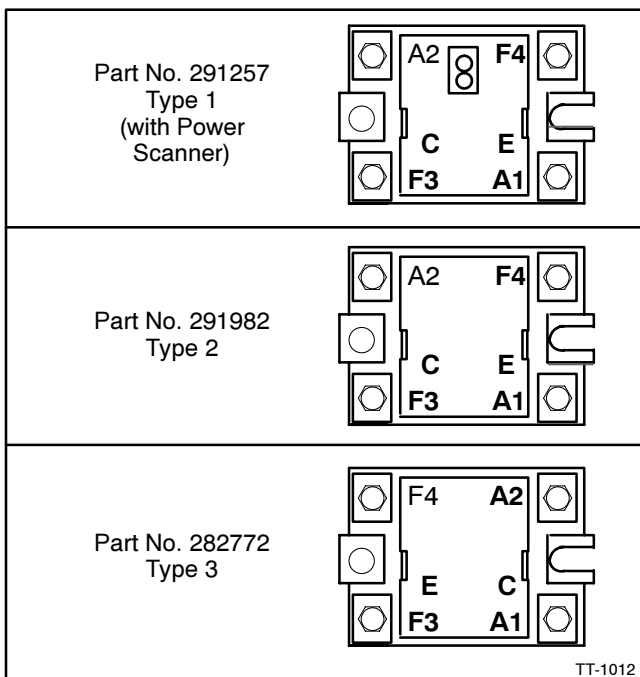 Part No. 291257
Type 1
(with Power
Scanner)
A2 F4
C E
F3 A1
Part No. 291982
Type 2
A2 F4
C E
F3 A1
Part No. 282772
Type 3
F4 A2
E C
F3 A1
TT-1012